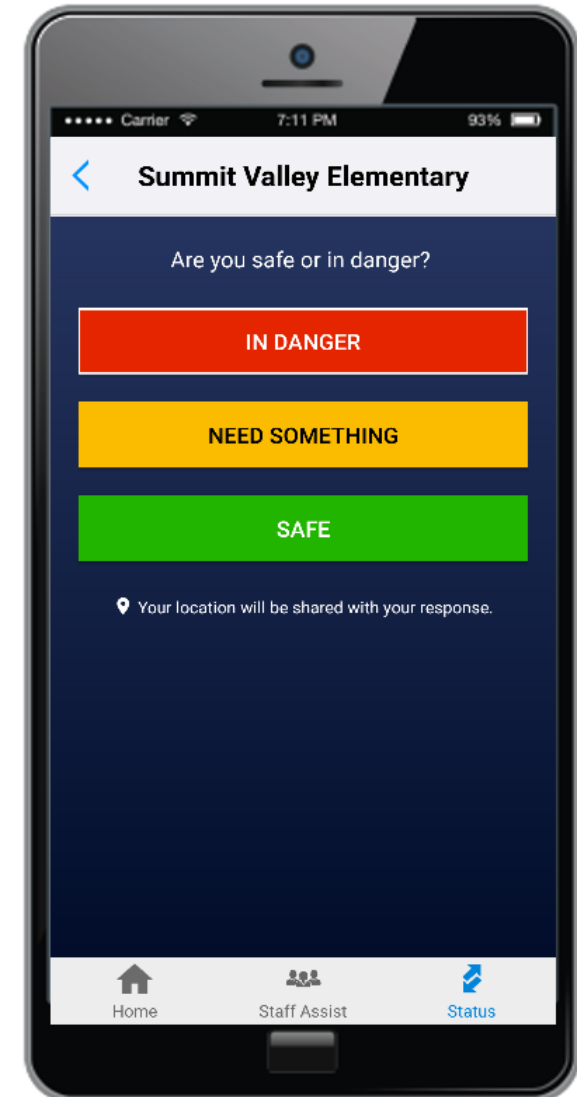 Carrier 7:11 PM 93%
Summit Valley Elementary
Are you safe or in danger?
IN DANGER
NEED SOMETHING
SAFE
Your location will be shared with your response.
Home Staff Assist Status